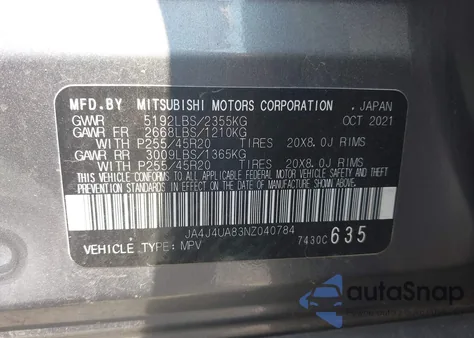 MFD.BY MITSUBISHI MOTORS CORPORATION , JAPAN
GVWR 5192LBS/2355KG OCT 2021
GAWR FR 2668LBS/1210KG
WITH P255/45R20 TIRES 20X8.0J RIMS
GAWR RR 3009LBS/1365KG
WITH P255/45R20 TIRES 20X8.0J RIMS
THIS VEHICLE CONFORMS TO ALL APPLICABLE FEDERAL MOTOR VEHICLE SAFETY AND THEFT
PREVENTION STANDARDS IN EFFECT ON THE DATE OF MANUFACTURE SHOWN ABOVE.
JA4J4UA83NZ040784
VEHICLE TYPE: MPV 7430C 635
autoSnap